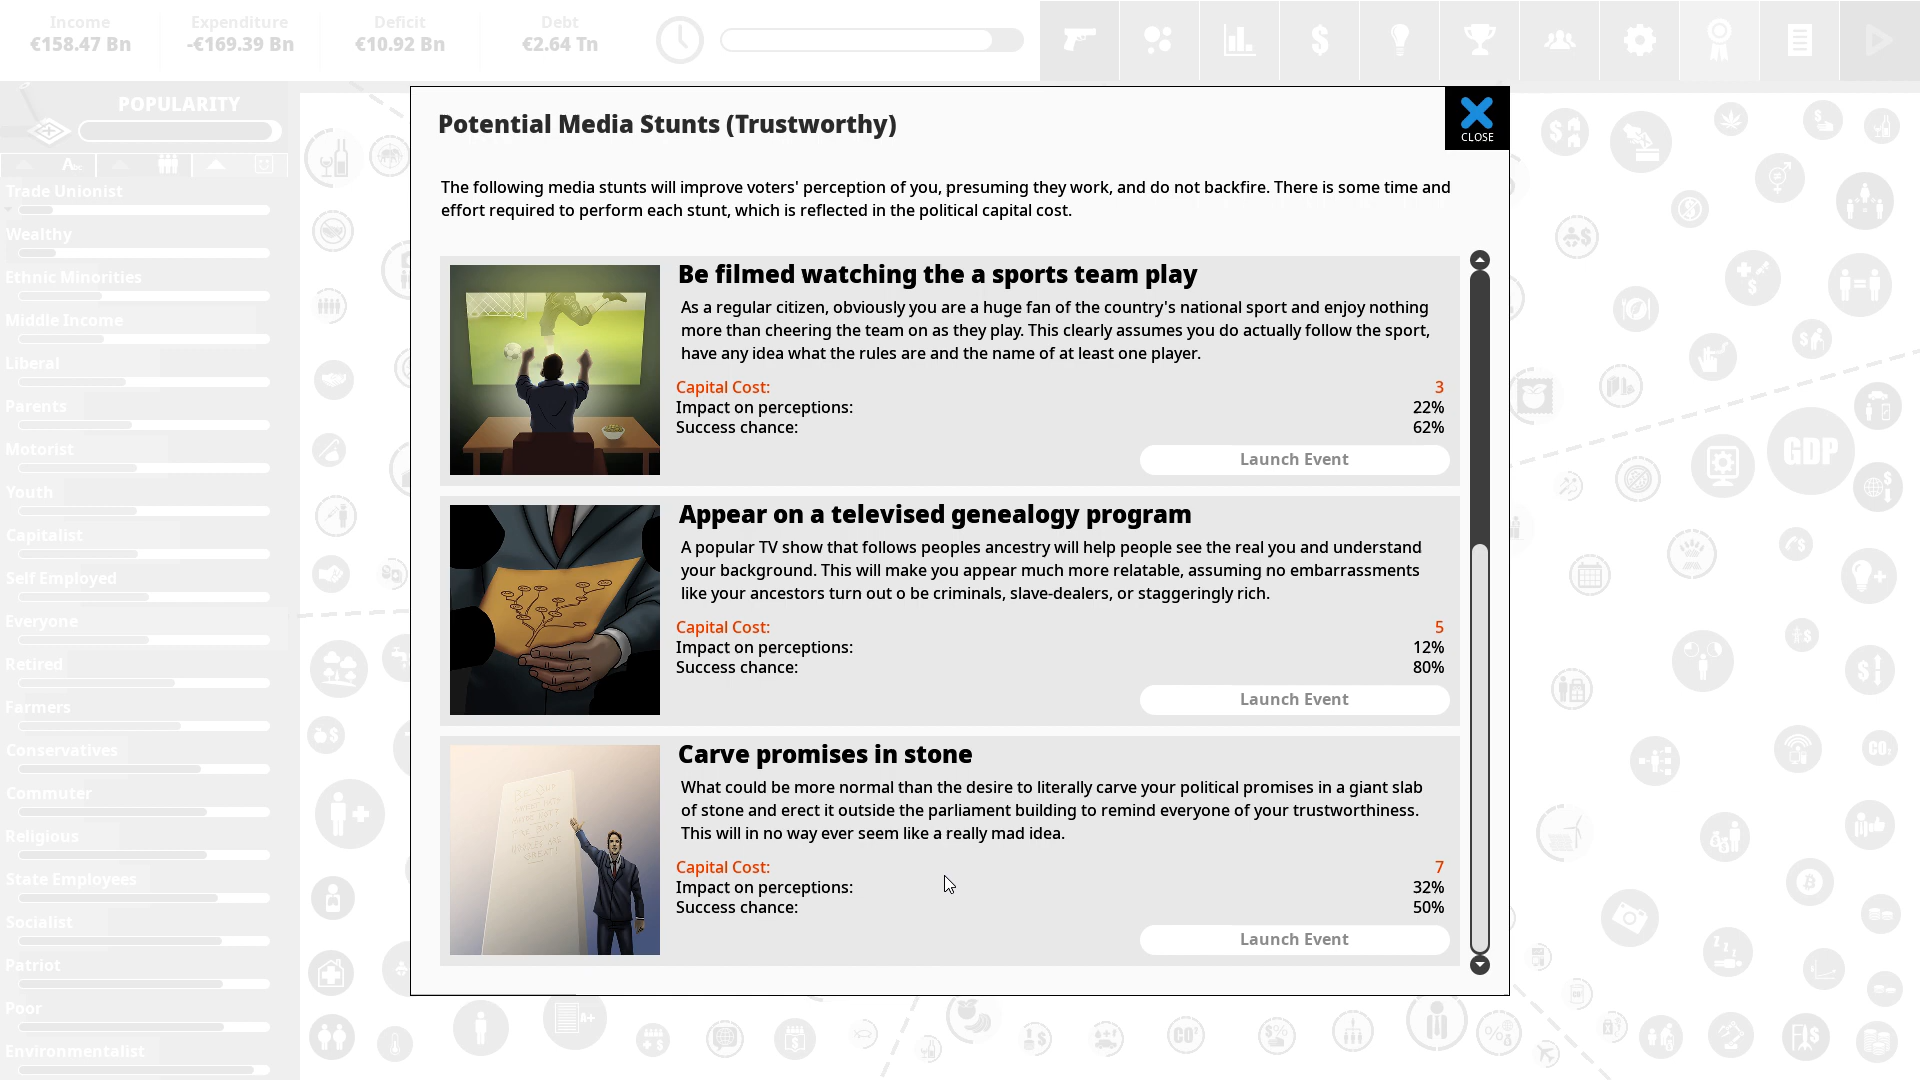 Income
€158.47 Bn
Expenditure
-€169.39 Bn
Deficit
€10.92 Bn
Debt
€2.64 Tn
POPULARITY
Trade Unionist
Wealthy
Ethnic Minorities
Middle Income
Liberal
Parents
Motorist
Youth
Capitalist
Self Employed
Everyone
Retired
Farmers
Conservatives
Commuter
Religious
State Employees
Socialist
Patriot
Poor
Environmentalist
Potential Media Stunts (Trustworthy)
CLOSE
The following media stunts will improve voters' perception of you, presuming they work, and do not backfire. There is some time and
effort required to perform each stunt, which is reflected in the political capital cost.
Be filmed watching the a sports team play
As a regular citizen, obviously you are a huge fan of the country's national sport and enjoy nothing
more than cheering the team on as they play. This clearly assumes you do actually follow the sport,
have any idea what the rules are and the name of at least one player.
Capital Cost: 3
Impact on perceptions: 22%
Success chance: 62%
Launch Event
Appear on a televised genealogy program
A popular TV show that follows peoples ancestry will help people see the real you and understand
your background. This will make you appear much more relatable, assuming no embarrassments
like your ancestors turn out o be criminals, slave-dealers, or staggeringly rich.
Capital Cost: 5
Impact on perceptions: 12%
Success chance: 80%
Launch Event
Carve promises in stone
What could be more normal than the desire to literally carve your political promises in a giant slab
of stone and erect it outside the parliament building to remind everyone of your trustworthiness.
This will in no way ever seem like a really mad idea.
Capital Cost: 7
Impact on perceptions: 32%
Success chance: 50%
Launch Event
GDP
CO²
CO²
A+